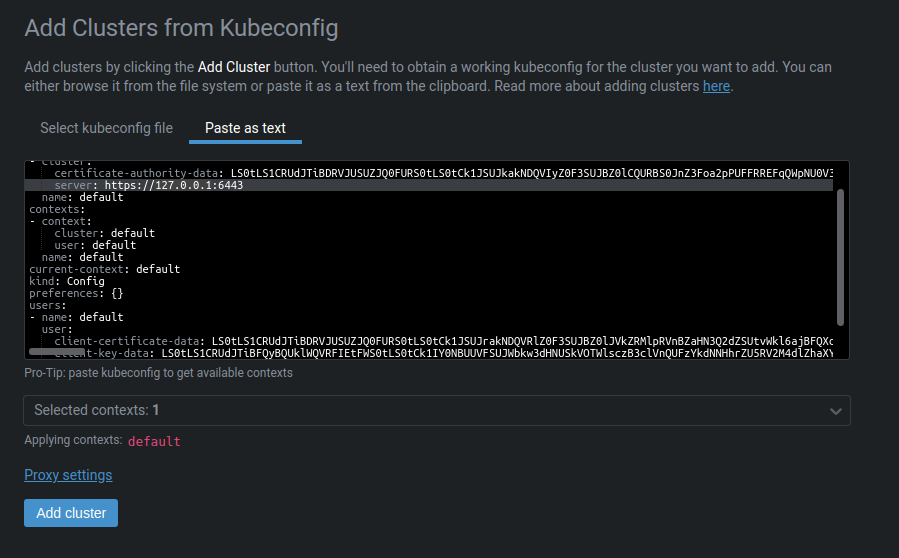 Add Clusters from Kubeconfig
Add clusters by clicking the Add Cluster button. You'll need to obtain a working kubeconfig for the cluster you want to add. You can
either browse it from the file system or paste it as a text from the clipboard. Read more about adding clusters here.
Select kubeconfig file
Paste as text
- cluster:
certificate-authority-data:
server: https://127.0.0.1:6443
name: default
contexts:
- context:
cluster: default
user: default
name: default
current-context: default
kind: Config
preferences: {}
users:
- name: default
user:
client-certificate-data:
client-key-data:
Pro-Tip: paste kubeconfig to get available contexts
Selected contexts: 1
Applying contexts: default
Proxy settings
Add cluster